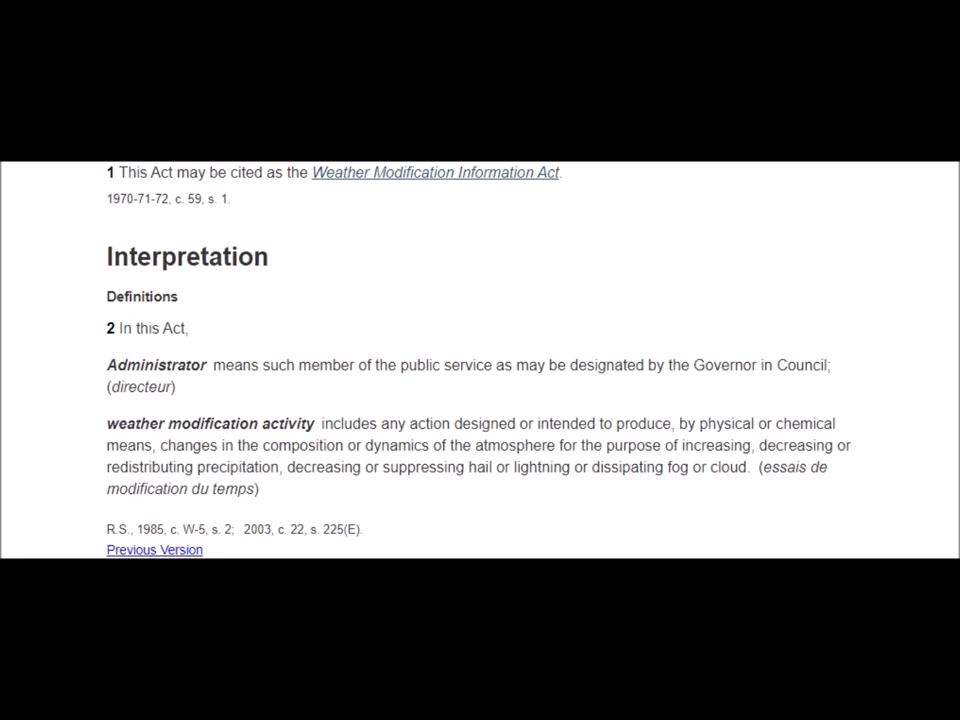 1 This Act may be cited as the Weather Modification Information Act.
1970-71-72, c. 59, s. 1.
Interpretation
Definitions
2 In this Act,
Administrator means such member of the public service as may be designated by the Governor in Council;
(directeur)
weather modification activity includes any action designed or intended to produce, by physical or chemical
means, changes in the composition or dynamics of the atmosphere for the purpose of increasing, decreasing or
redistributing precipitation, decreasing or suppressing hail or lightning or dissipating fog or cloud. (essais de
modification du temps)
R.S., 1985, c. W-5, s. 2; 2003, c. 22, s. 225(E).
Previous Version